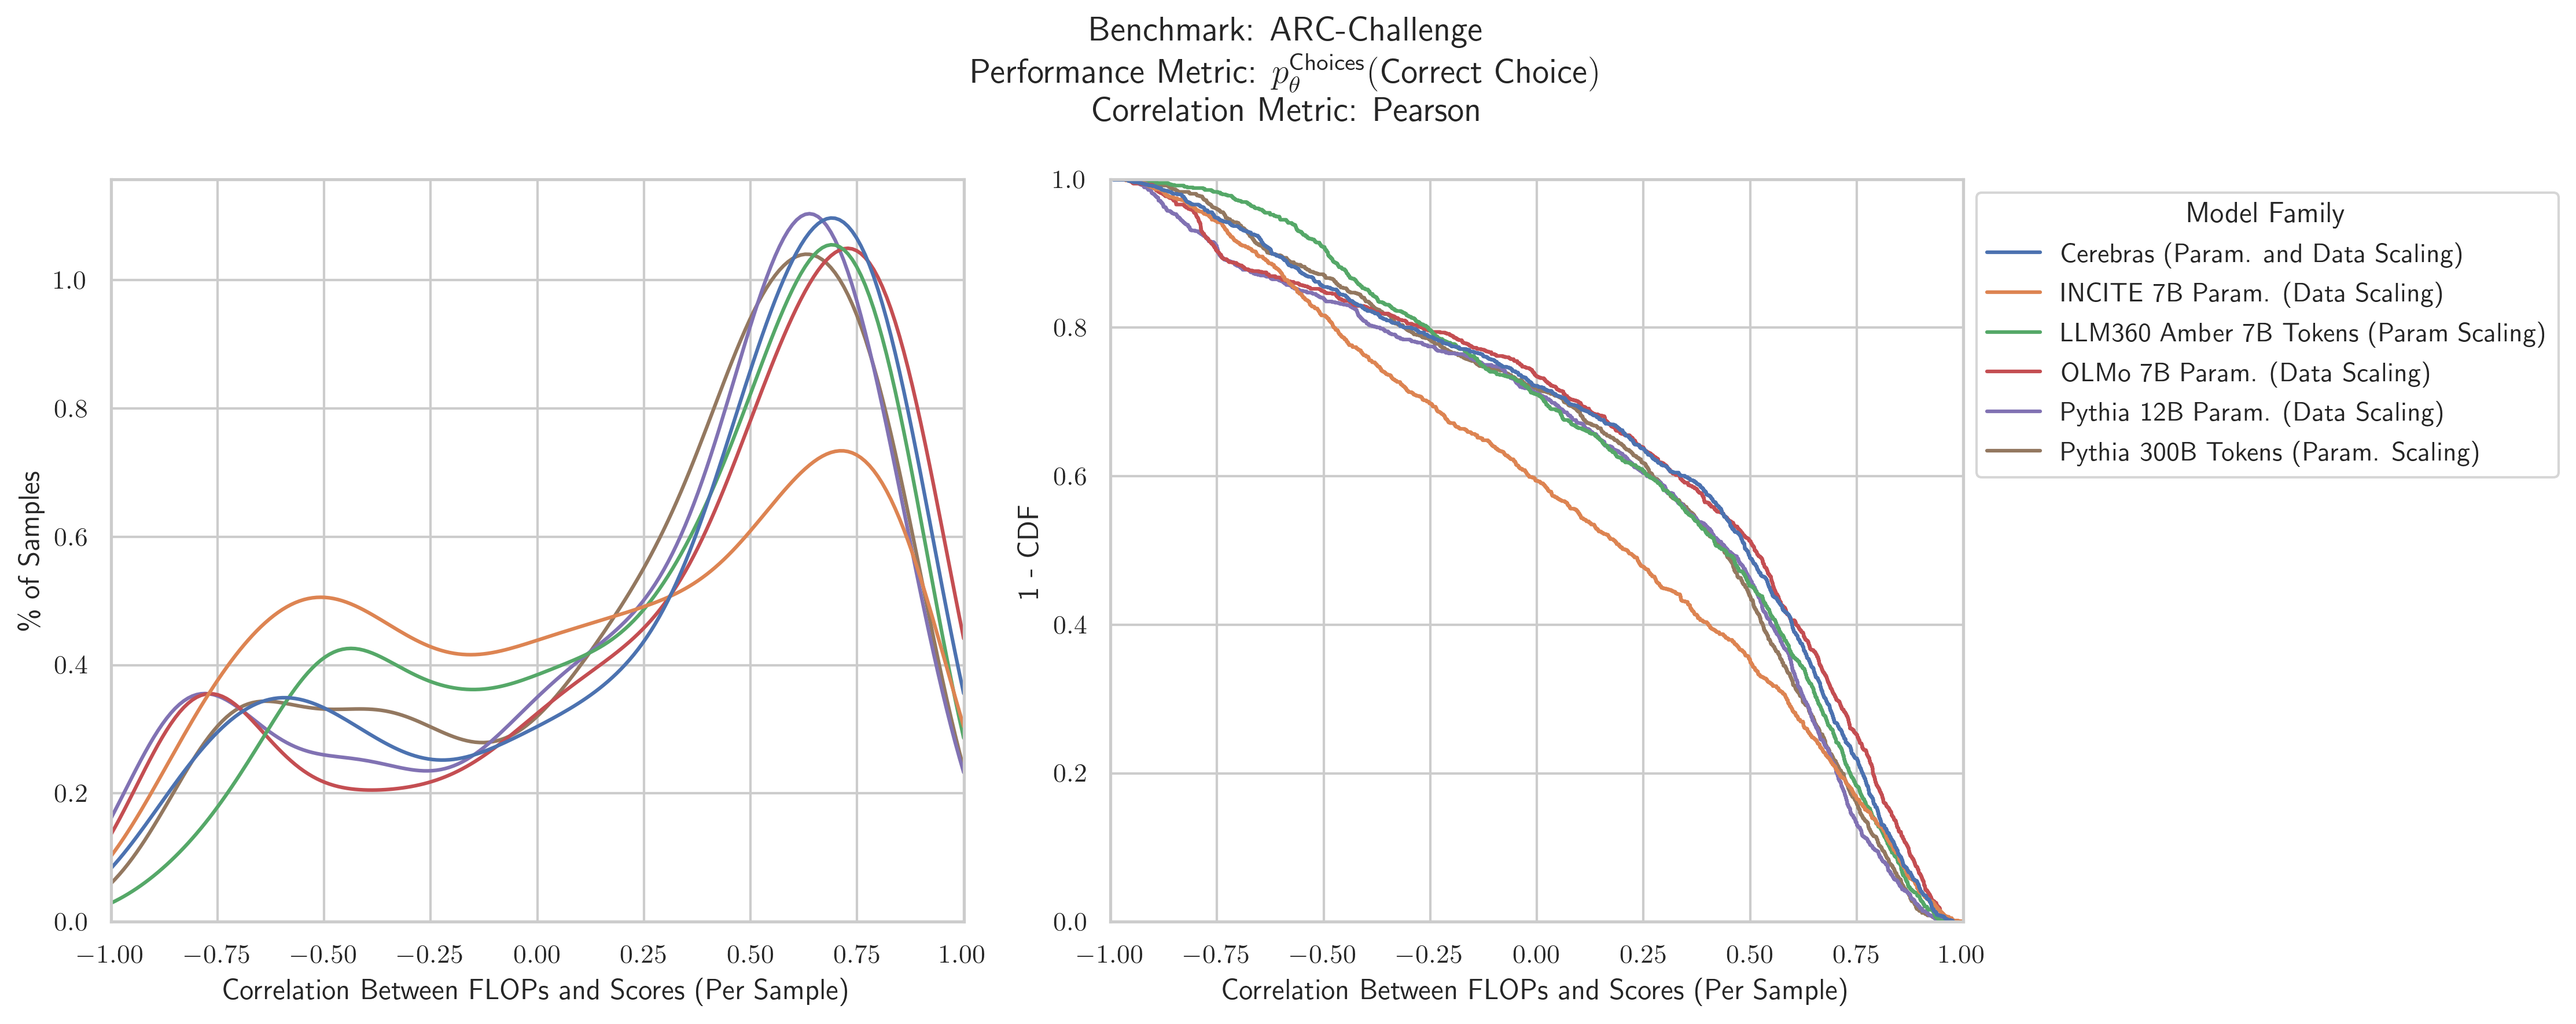 Benchmark: ARC-Challenge
Performance Metric: p_θ^Choices(Correct Choice)
Correlation Metric: Pearson
% of Samples
1.0
0.8
0.6
0.4
0.2
0.0
−1.00 −0.75 −0.50 −0.25 0.00 0.25 0.50 0.75 1.00
Correlation Between FLOPs and Scores (Per Sample)
1 - CDF
1.0
0.8
0.6
0.4
0.2
0.0
−1.00 −0.75 −0.50 −0.25 0.00 0.25 0.50 0.75 1.00
Correlation Between FLOPs and Scores (Per Sample)
Model Family
Cerebras (Param. and Data Scaling)
INCITE 7B Param. (Data Scaling)
LLM360 Amber 7B Tokens (Param Scaling)
OLMo 7B Param. (Data Scaling)
Pythia 12B Param. (Data Scaling)
Pythia 300B Tokens (Param. Scaling)